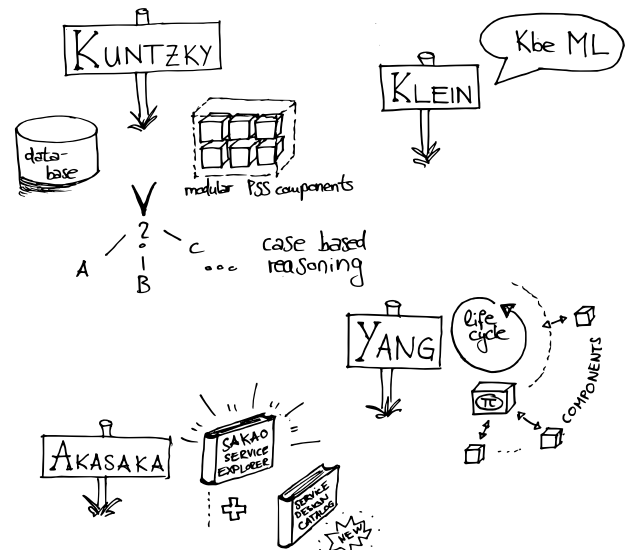 KUNTZKY
data-
base
modular PSS components
?
A
B
C
...
case based
reasoning
KLEIN
Kbe ML
YANG
life
cycle
π
COMPONENTS
AKASAKA
SAKAO
SERVICE
EXPLORER
+
SERVICE
DESIGN
CATALOG
NEW